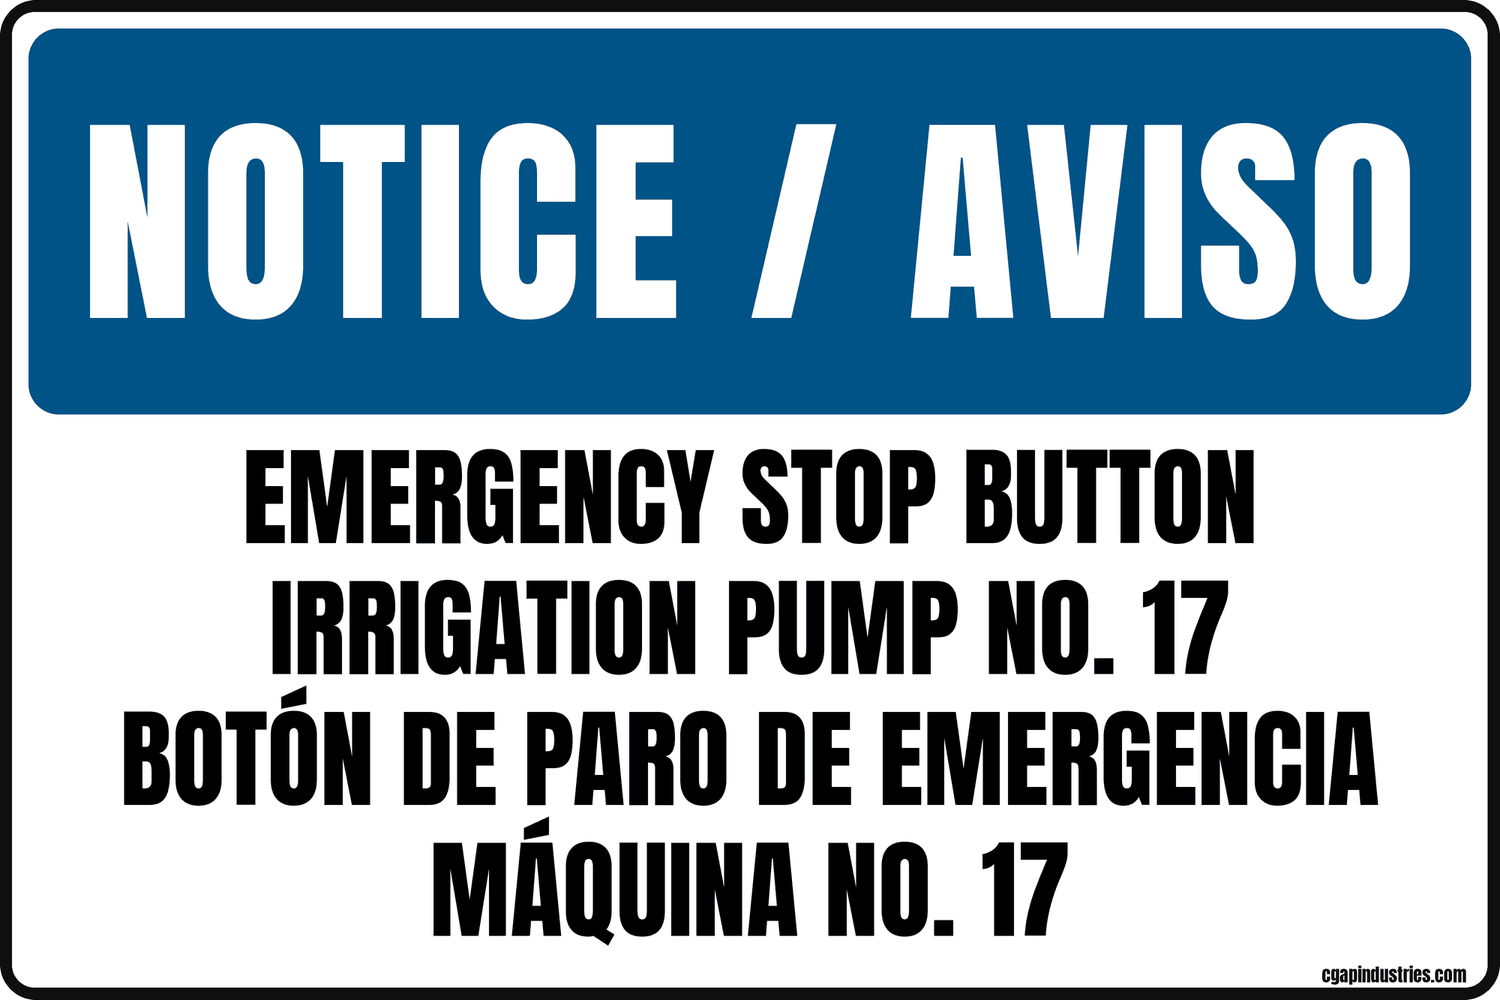 NOTICE / AVISO
EMERGENCY STOP BUTTON
IRRIGATION PUMP NO. 17
BOTÓN DE PARO DE EMERGENCIA
MÁQUINA NO. 17
cgapindustries.com